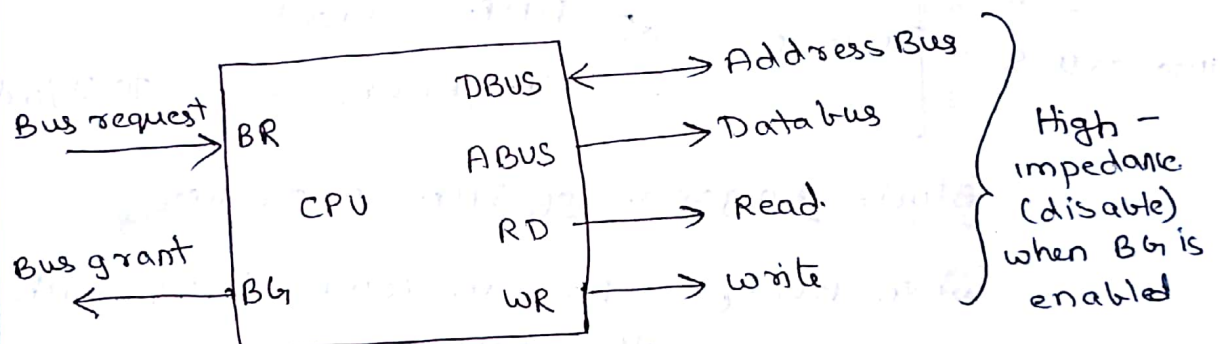 Bus request
BR
CPU
Bus grant
BG
DBUS
ABUS
RD
WR
Address Bus
Data bus
Read.
write
High -
impedance
(disable)
when BG is
enabled